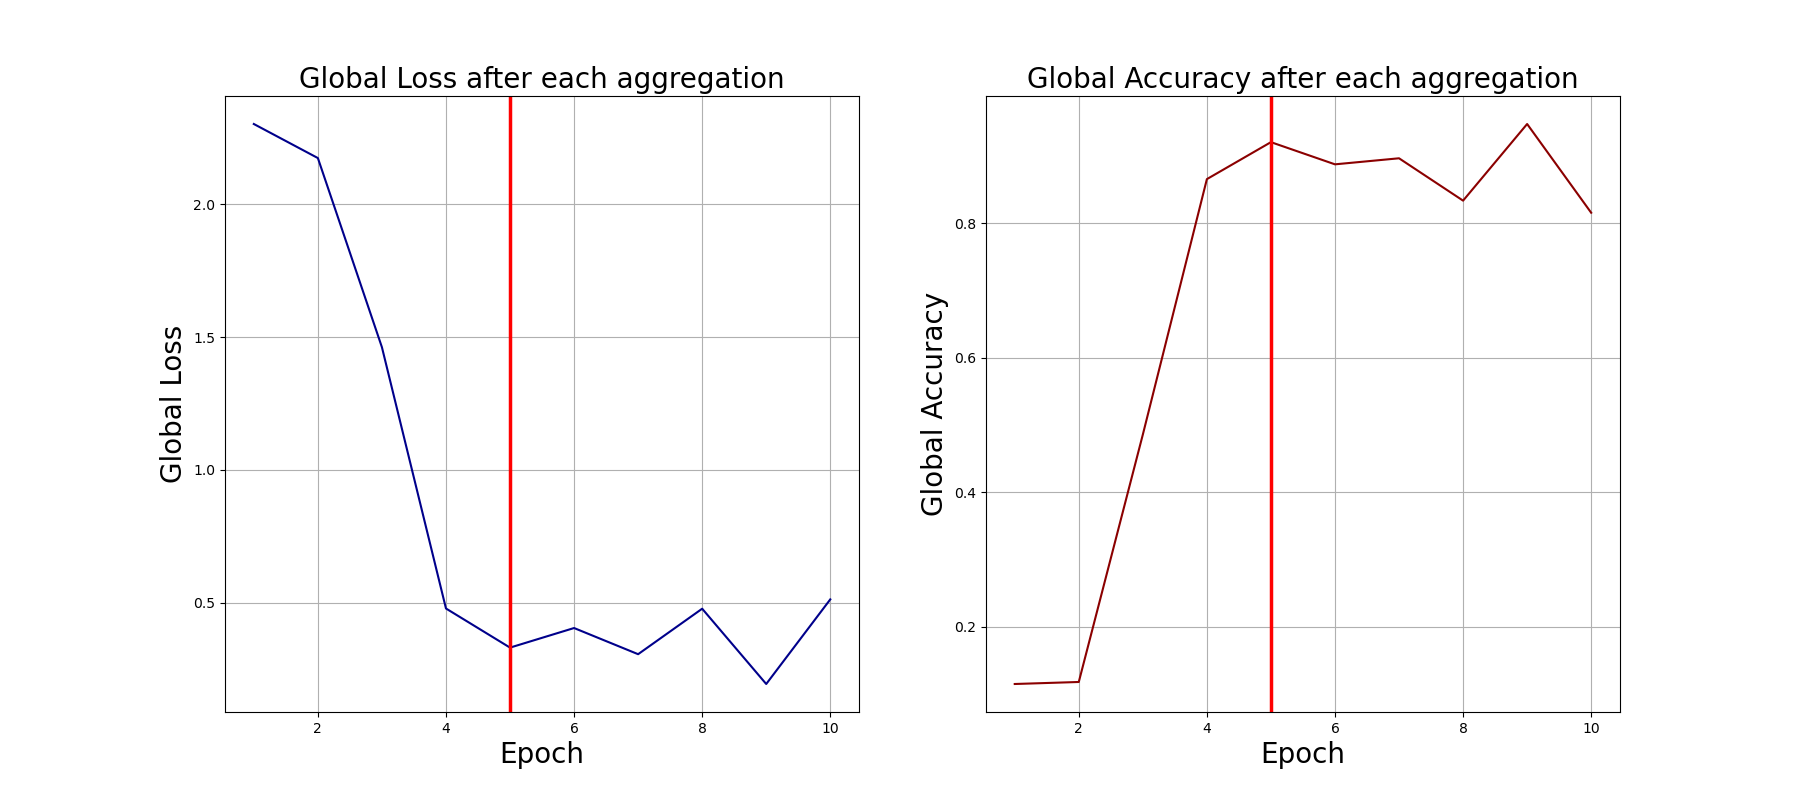 Global Loss after each aggregation
Global Loss
2.0
1.5
1.0
0.5
2 4 6 8 10
Epoch
Global Accuracy after each aggregation
Global Accuracy
0.8
0.6
0.4
0.2
2 4 6 8 10
Epoch